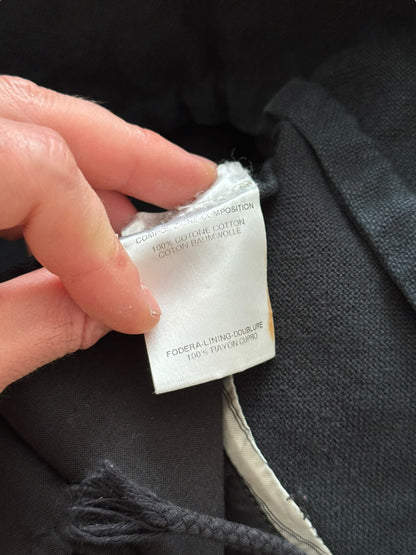 COMPOSIZIONE-COMPOSITION
100% COTONE COTTON
COTON BAUMWOLLE
FODERA-LINING-DOUBLURE
100% RAYON CUPRO